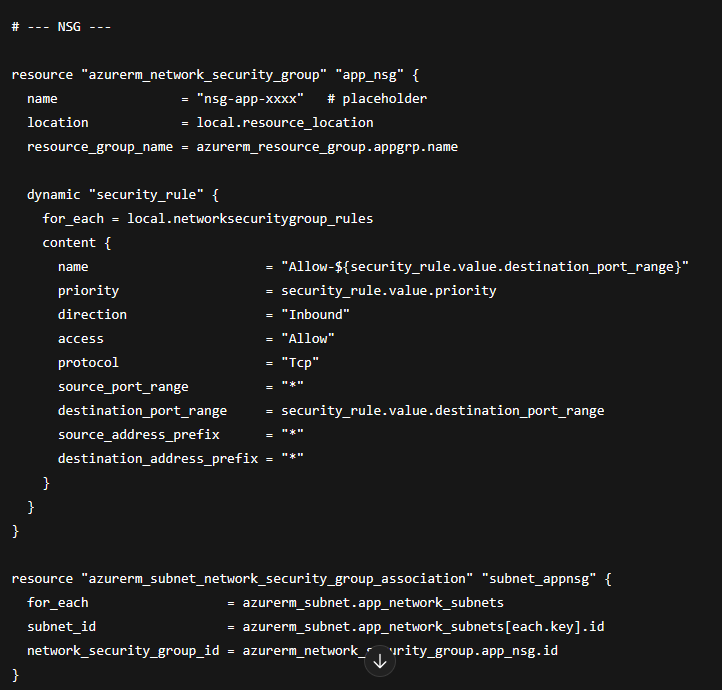 # --- NSG ---
resource "azurerm_network_security_group" "app_nsg" {
  name                = "nsg-app-xxxx"   # placeholder
  location            = local.resource_location
  resource_group_name = azurerm_resource_group.appgrp.name
  dynamic "security_rule" {
    for_each = local.networksecuritygroup_rules
    content {
      name                       = "Allow-${security_rule.value.destination_port_range}"
      priority                   = security_rule.value.priority
      direction                  = "Inbound"
      access                     = "Allow"
      protocol                   = "Tcp"
      source_port_range          = "*"
      destination_port_range     = security_rule.value.destination_port_range
      source_address_prefix      = "*"
      destination_address_prefix = "*"
    }
  }
}
resource "azurerm_subnet_network_security_group_association" "subnet_appnsg" {
  for_each                  = azurerm_subnet.app_network_subnets
  subnet_id                 = azurerm_subnet.app_network_subnets[each.key].id
  network_security_group_id = azurerm_network_security_group.app_nsg.id
}